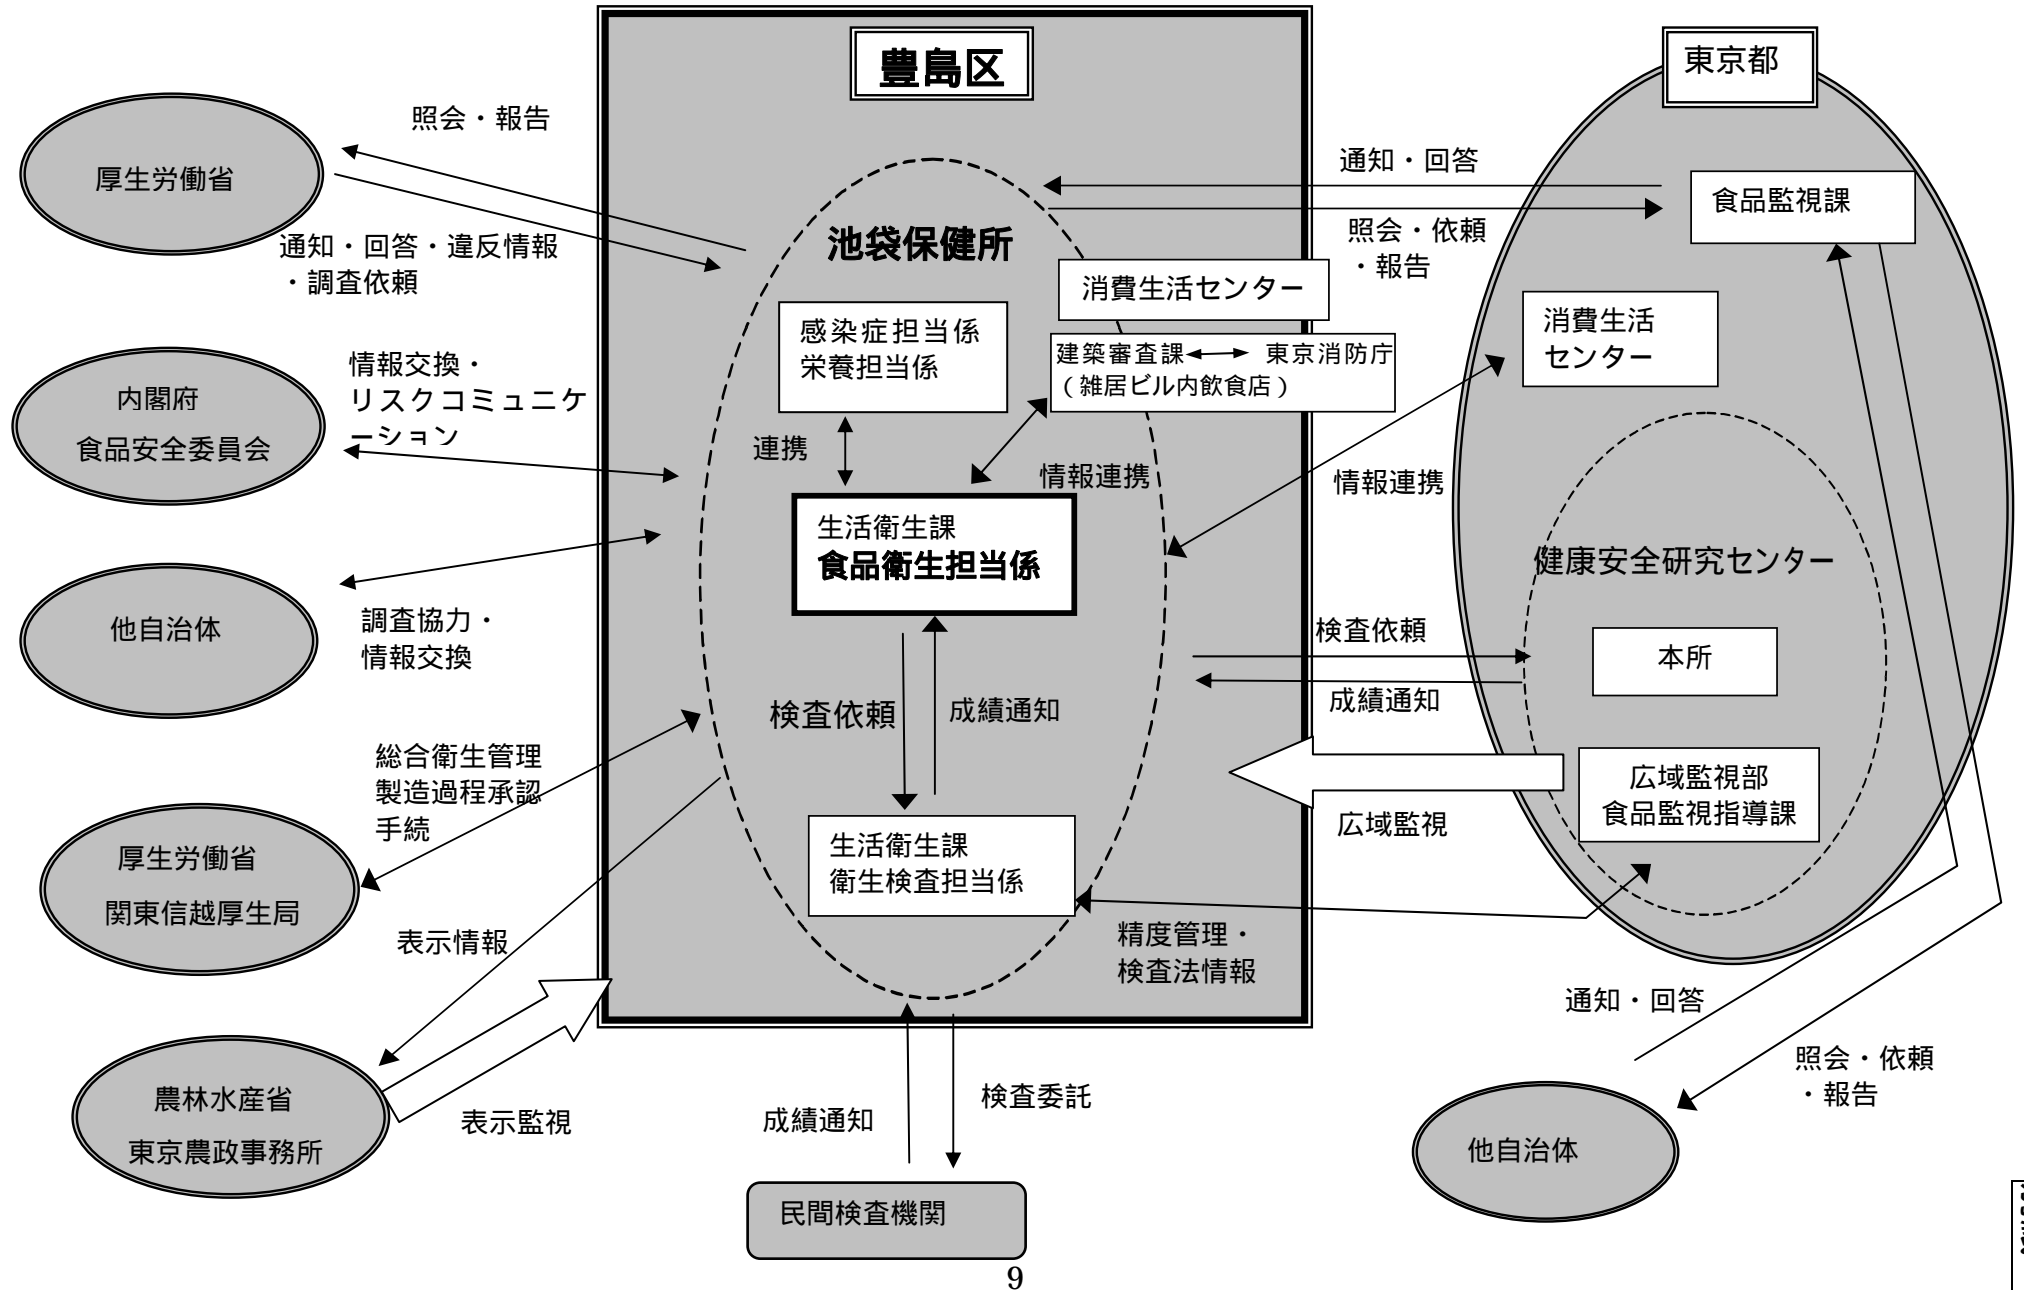 豊島区
東京都
厚生労働省
照会・報告
通知・回答・違反情報
・調査依頼
内閣府
食品安全委員会
情報交換・
リスクコミュニケ
ーション
他自治体
調査協力・
情報交換
総合衛生管理
製造過程承認
手続
厚生労働省
関東信越厚生局
表示情報
農林水産省
東京農政事務所
表示監視
池袋保健所
感染症担当係
栄養担当係
消費生活センター
建築審査課
東京消防庁
(雑居ビル内飲食店)
連携
情報連携
生活衛生課
食品衛生担当係
検査依頼
成績通知
生活衛生課
衛生検査担当係
精度管理・
検査法情報
成績通知
検査委託
民間検査機関
通知・回答
照会・依頼
・報告
食品監視課
消費生活
センター
情報連携
健康安全研究センター
検査依頼
成績通知
本所
広域監視部
食品監視指導課
広域監視
通知・回答
照会・依頼
・報告
他自治体
9